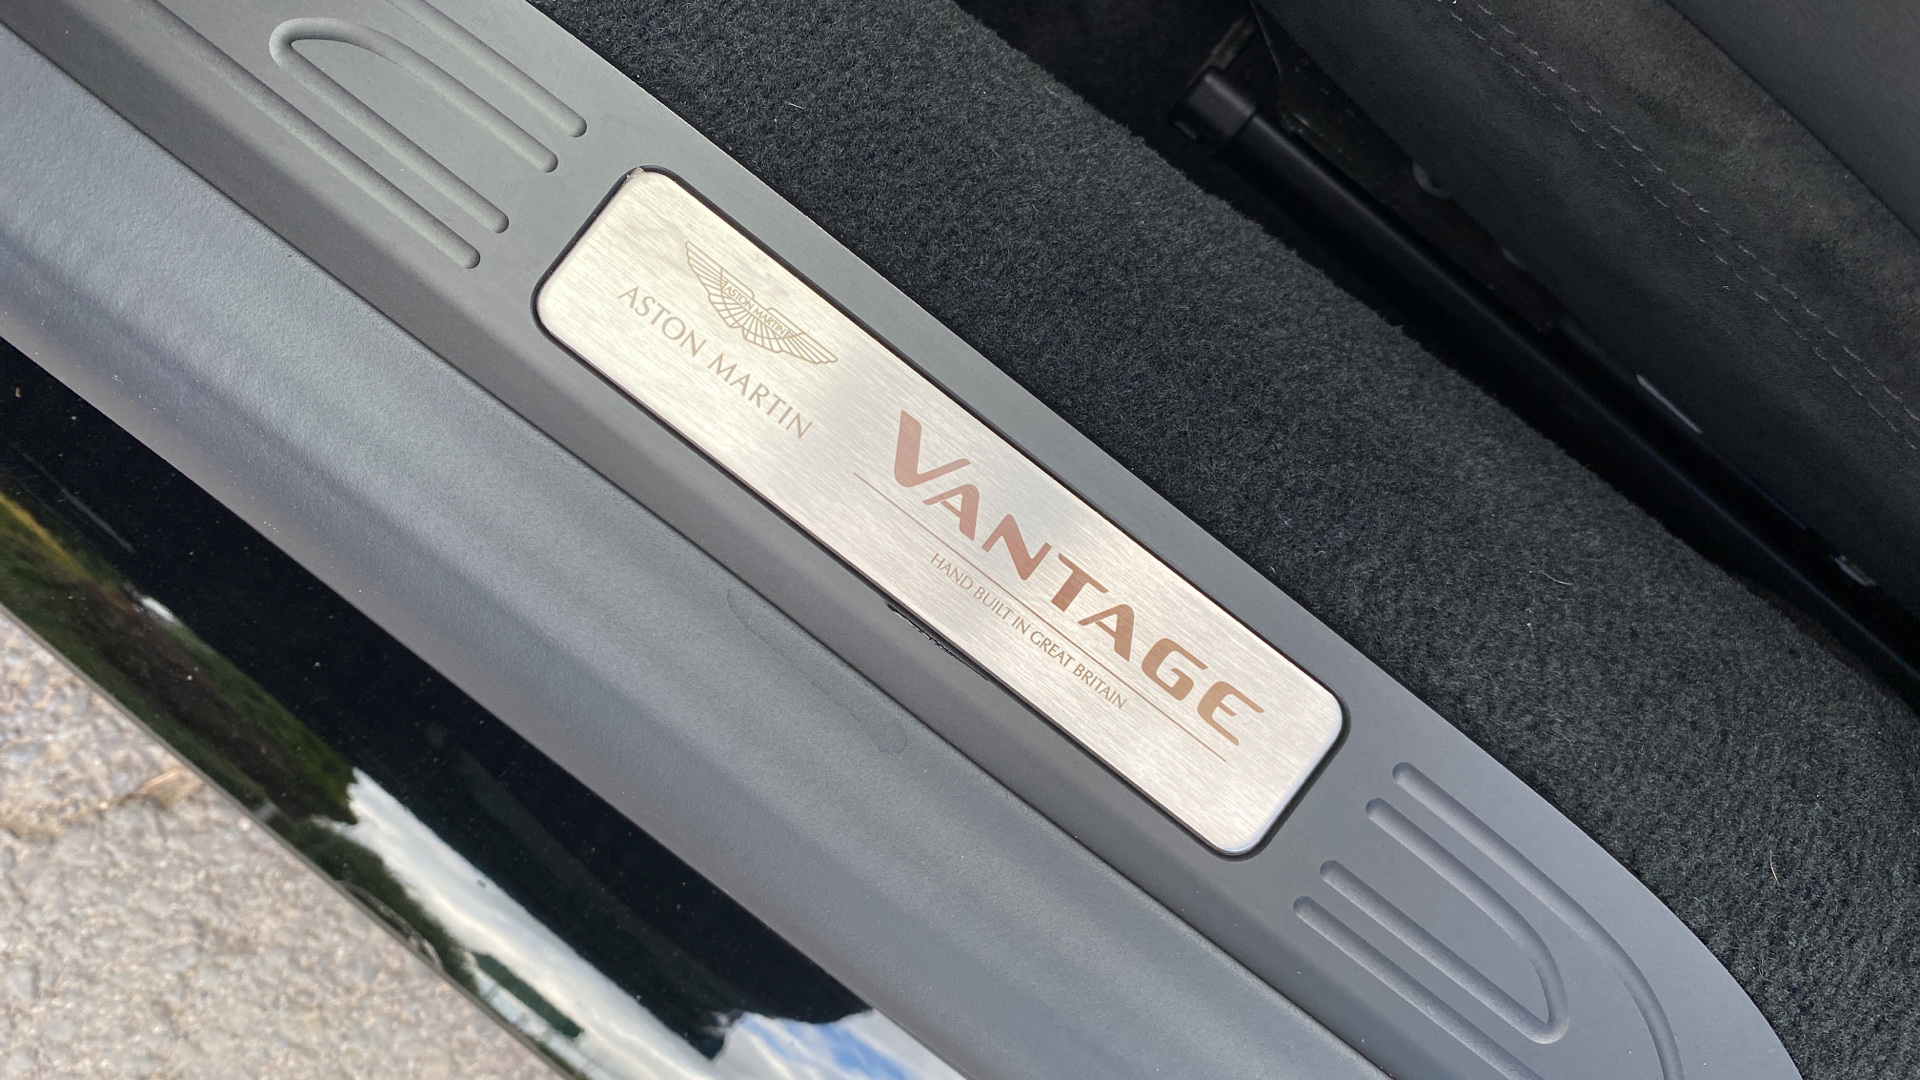 ASTON MARTIN
ASTON MARTIN
VANTAGE
HAND BUILT IN GREAT BRITAIN